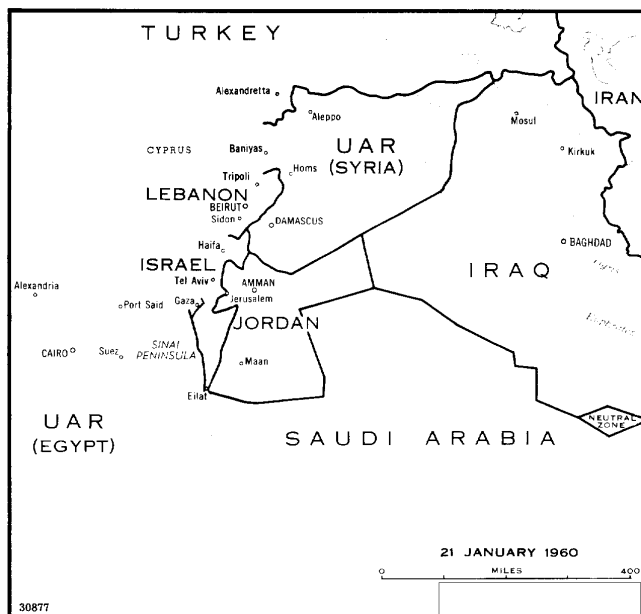 TURKEY
IRAN
Alexandretta
Aleppo
Mosul
CYPRUS
Baniyas
UAR
(SYRIA)
Kirkuk
Homs
Tripoli
LEBANON
BEIRUT
Sidon
DAMASCUS
Haifa
BAGHDAD
ISRAEL
IRAQ
Tel Aviv
AMMAN
Alexandria
Jerusalem
Port Said
Gaza
JORDAN
Euphrates
CAIRO
Suez
SINAI
PENINSULA
Maan
Eilat
UAR
(EGYPT)
SAUDI ARABIA
NEUTRAL
ZONE
21 JANUARY 1960
MILES
0
400
30877